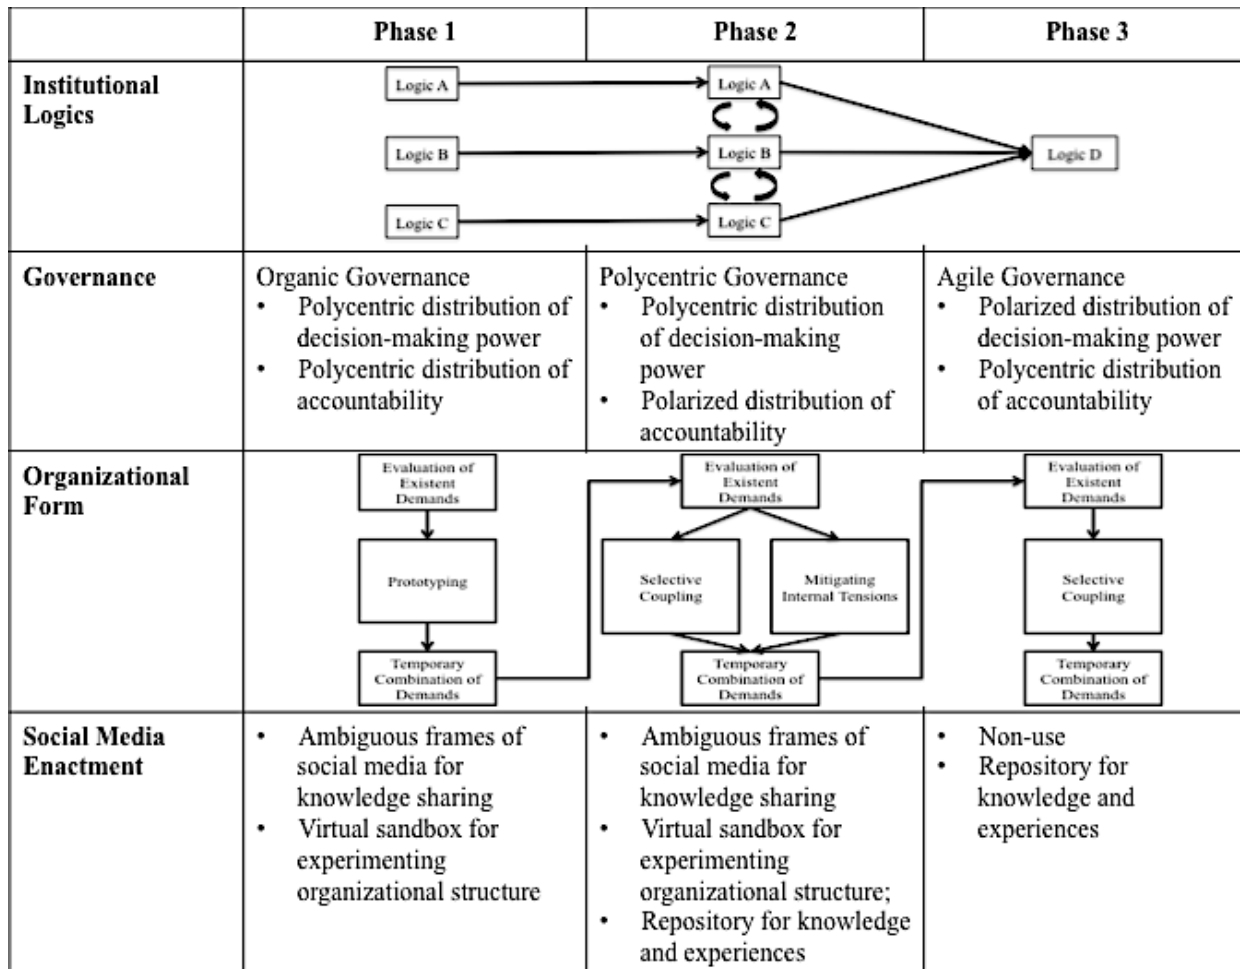 Phase 1
Phase 2
Phase 3
Institutional
Logics
Logic A
Logic A
Logic B
Logic B
Logic D
Logic C
Logic C
Governance
Organic Governance
• Polycentric distribution of
decision-making power
• Polycentric distribution of
accountability
Polycentric Governance
• Polycentric distribution
of decision-making
power
• Polarized distribution of
accountability
Agile Governance
• Polarized distribution of
decision-making power
• Polycentric distribution
of accountability
Organizational
Form
Evaluation of
Existent
Demands
Prototyping
Temporary
Combination of
Demands
Evaluation of
Existent
Demands
Selective
Coupling
Mitigating
Internal Tensions
Temporary
Combination of
Demands
Evaluation of
Existent
Demands
Selective
Coupling
Temporary
Combination of
Demands
Social Media
Enactment
• Ambiguous frames of
social media for
knowledge sharing
• Virtual sandbox for
experimenting
organizational structure
• Ambiguous frames of
social media for
knowledge sharing
• Virtual sandbox for
experimenting
organizational structure;
• Repository for knowledge
and experiences
• Non-use
• Repository for
knowledge and
experiences